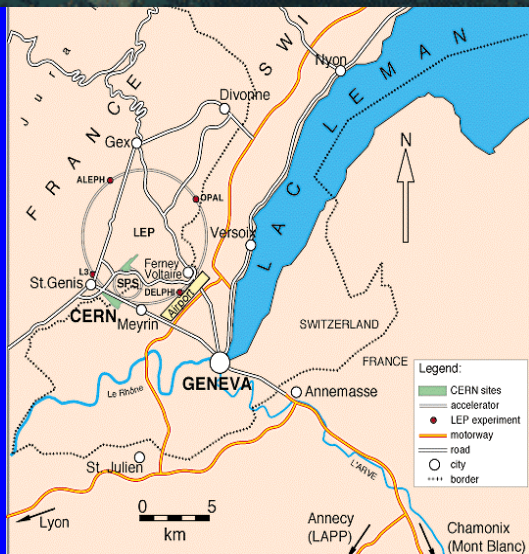 Jura
FRANCE
SWI
LAC LEMAN
Nyon
Divonne
Gex
N
ALEPH
OPAL
LEP
Versoix
Ferney
Voltaire
L3
SPS
St.Genis
DELPHI
Airport
CERN
Meyrin
SWITZERLAND
FRANCE
GENEVA
Le Rhône
Annemasse
Legend:
CERN sites
accelerator
LEP experiment
motorway
road
city
border
St. Julien
L'ARVE
0 5
km
Lyon
Annecy
(LAPP)
Chamonix
(Mont Blanc)